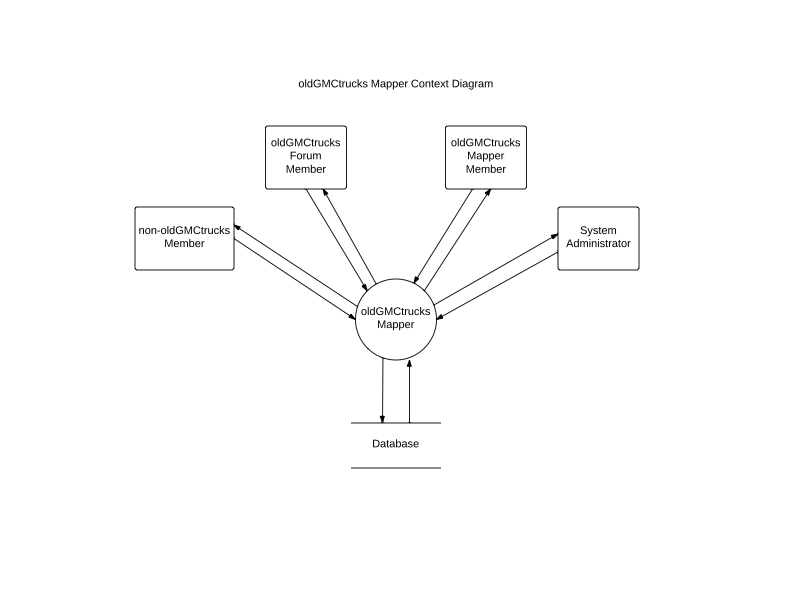 oldGMCtrucks Mapper Context Diagram
oldGMCtrucks
Forum
Member
oldGMCtrucks
Mapper
Member
non-oldGMCtrucks
Member
System
Administrator
oldGMCtrucks
Mapper
Database